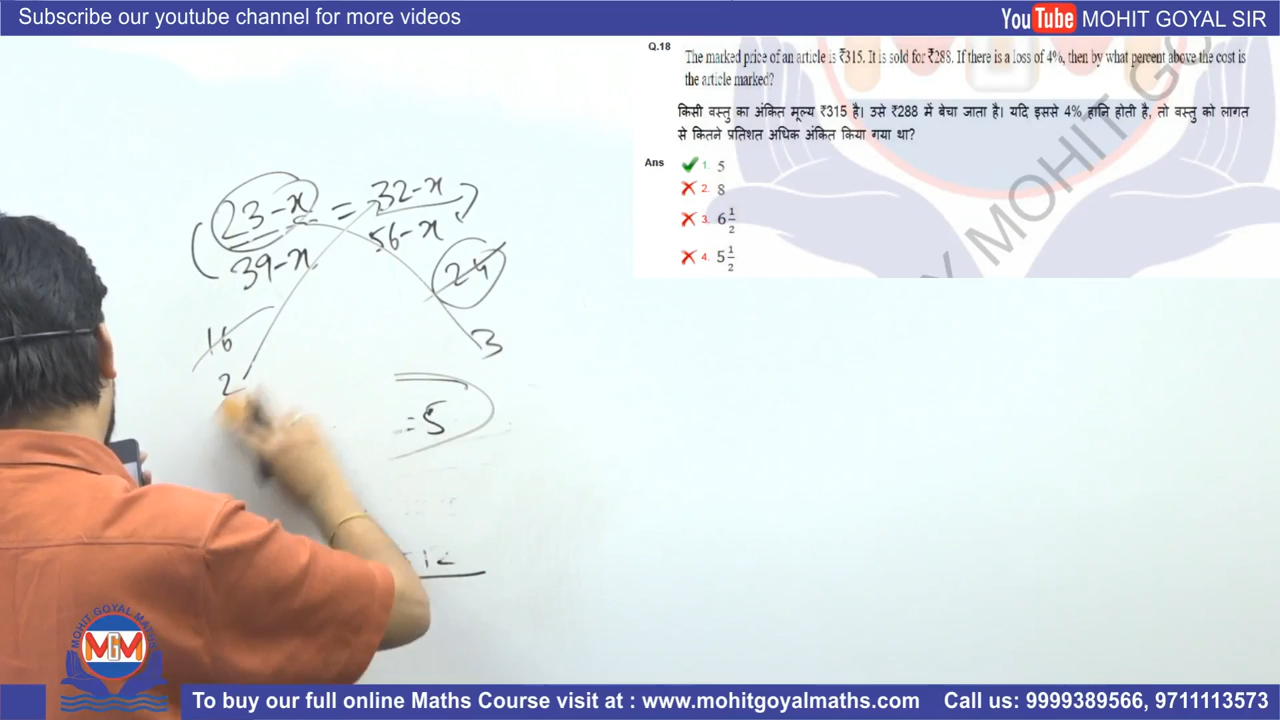 Subscribe our youtube channel for more videos
YouTube MOHIT GOYAL SIR
Q.18
The marked price of an article is ₹315. It is sold for ₹288. If there is a loss of 4%, then by what percent above the cost is
the article marked?
किसी वस्तु का अंकित मूल्य ₹315 है। उसे ₹288 में बेचा जाता है। यदि इससे 4% हानि होती है, तो वस्तु को लागत
से कितने प्रतिशत अधिक अंकित किया गया था?
Ans
1. 5
2. 8
3. 6 1/2
4. 5 1/2
MOHIT GO
23-x = 32-x
39-x 56-x
24
16 3
2
= 5
MOHIT GOYAL MATHS
MGM
To buy our full online Maths Course visit at : www.mohitgoyalmaths.com Call us: 9999389566, 9711113573